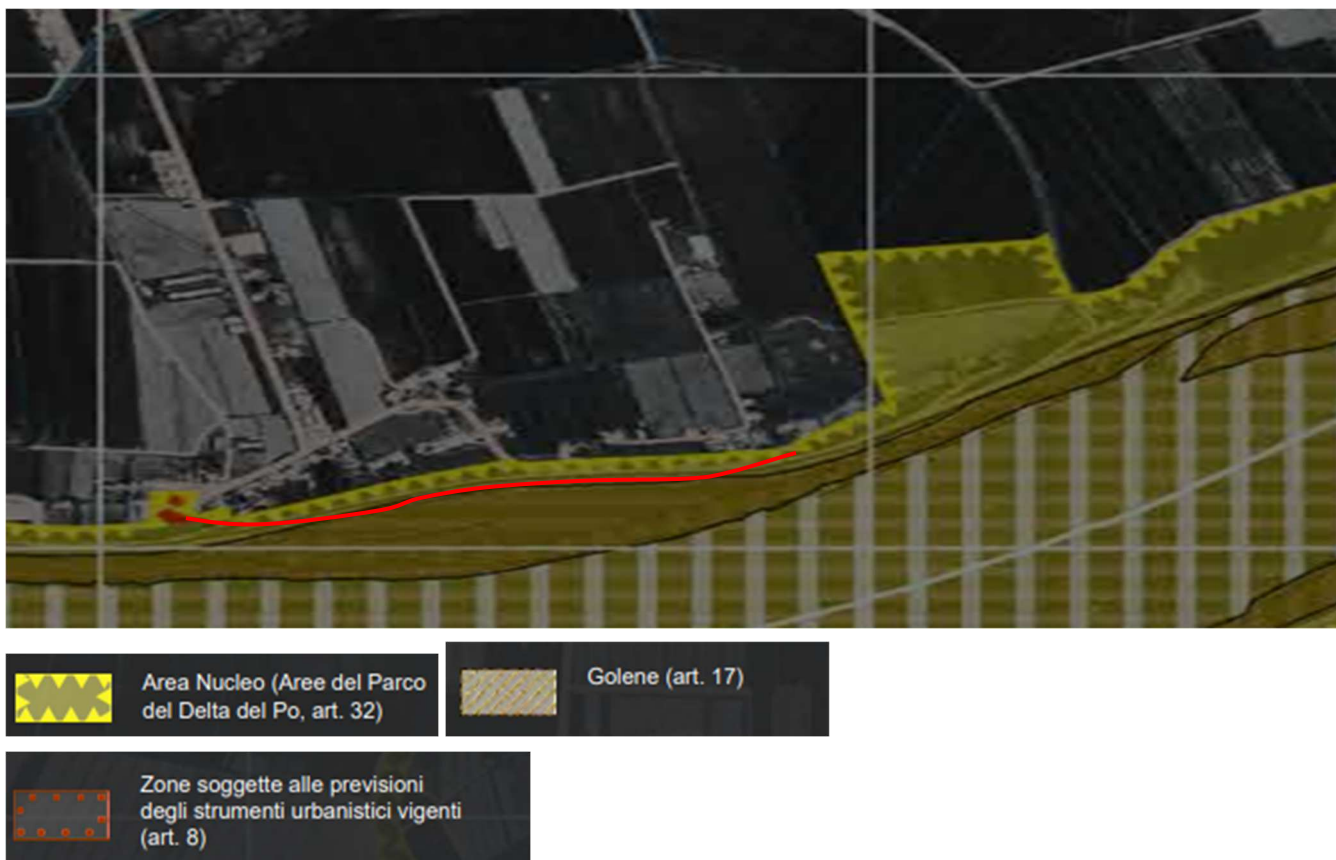 Area Nucleo (Aree del Parco
del Delta del Po, art. 32)
Golene (art. 17)
Zone soggette alle previsioni
degli strumenti urbanistici vigenti
(art. 8)